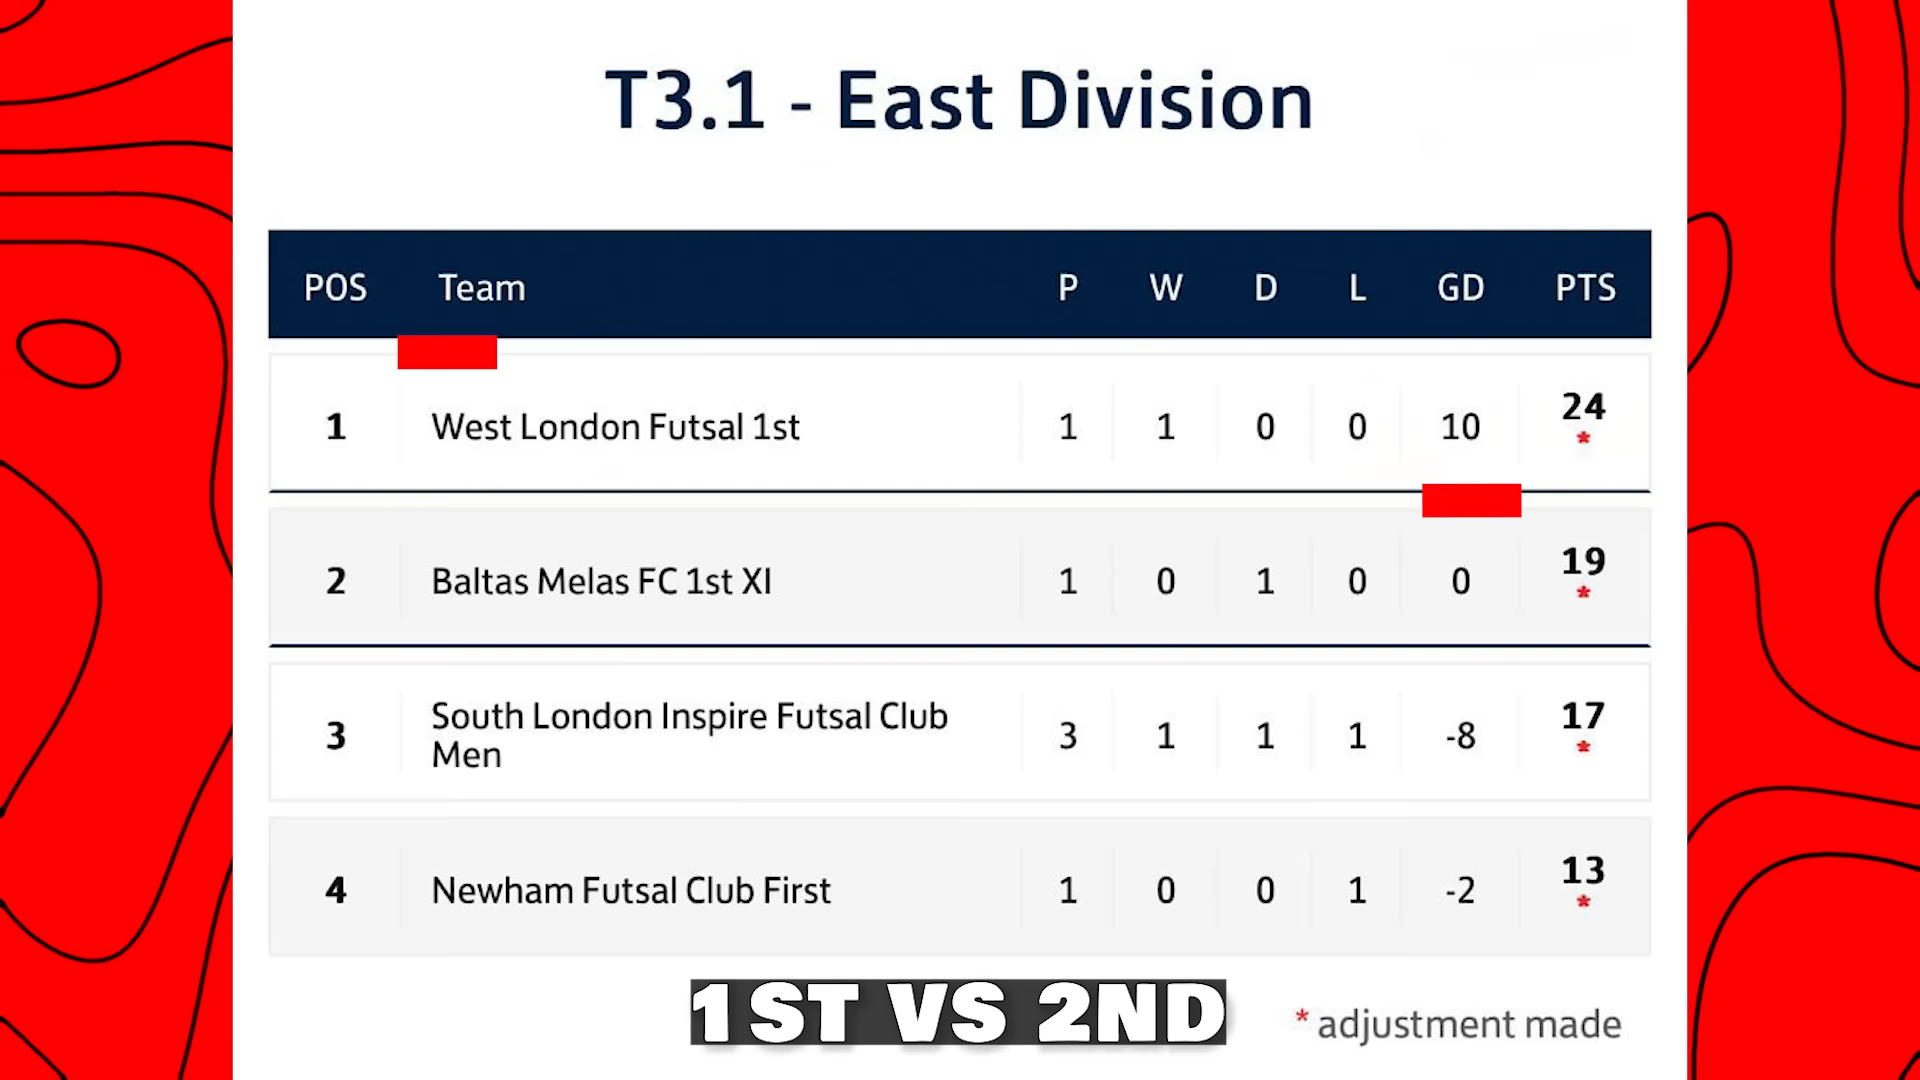 T3.1 - East Division
POS Team P W D L GD PTS
1 West London Futsal 1st 1 1 0 0 10 24 *
2 Baltas Melas FC 1st XI 1 0 1 0 0 19 *
3 South London Inspire Futsal Club Men 3 1 1 1 -8 17 *
4 Newham Futsal Club First 1 0 0 1 -2 13 *
1ST VS 2ND
* adjustment made